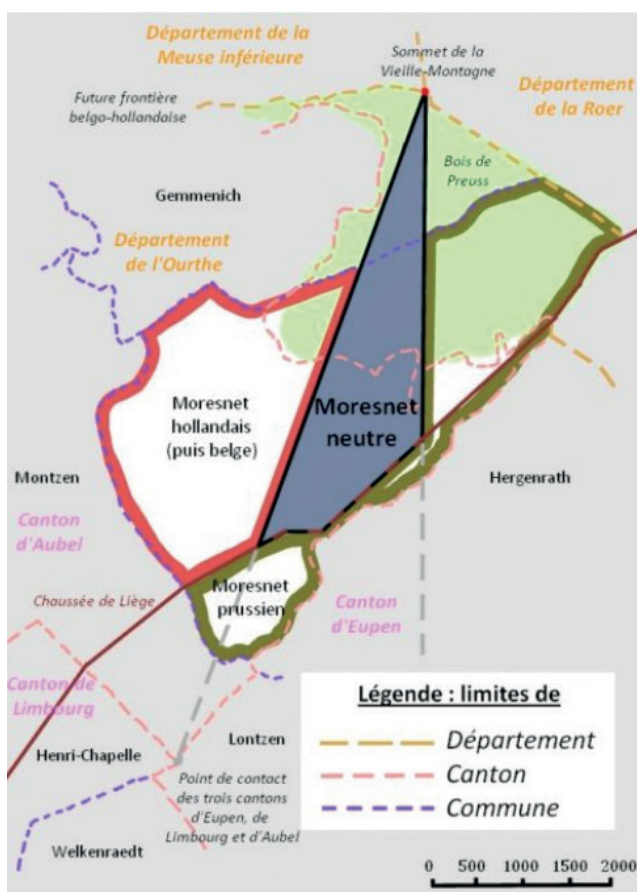 Département de la
Meuse inférieure
Sommet de la
Vieille-Montagne
Département
de la Roer
Future frontière
belgo-hollandaise
Bois de
Preuss
Gemmenich
Département
de l'Ourthe
Moresnet
hollandais
(puis belge)
Moresnet
neutre
Montzen
Hergenrath
Canton
d'Aubel
Moresnet
prussien
Chaussée de Liège
Canton
d'Eupen
Canton de
Limbourg
Légende : limites de
Département
Canton
Commune
Henri-Chapelle
Lontzen
Point de contact
des trois cantons
d'Eupen, de
Limbourg et d'Aubel
Welkenraedt
0 500 1000 1500 2000